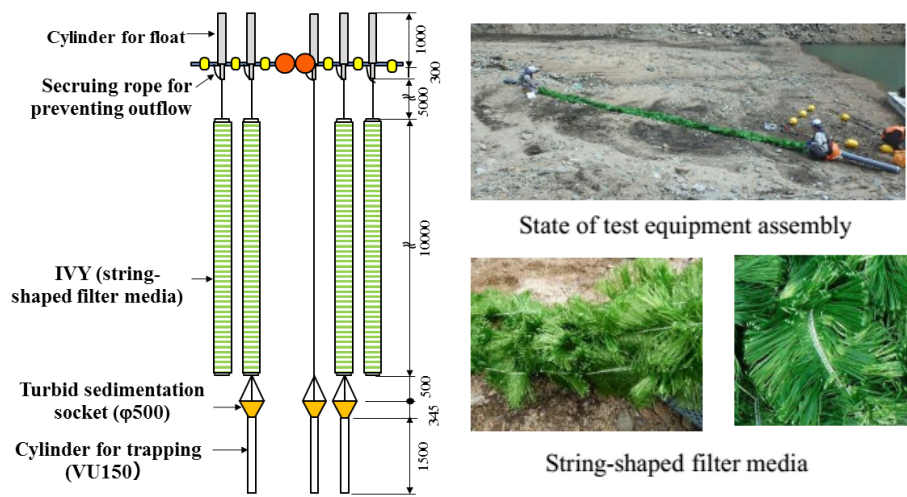 Cylinder for float
Secruing rope for
preventing outflow
IVY (string-
shaped filter media)
Turbid sedimentation
socket (φ500)
Cylinder for trapping
(VU150）
1000
300
5000
10000
500
345
1500
State of test equipment assembly
String-shaped filter media